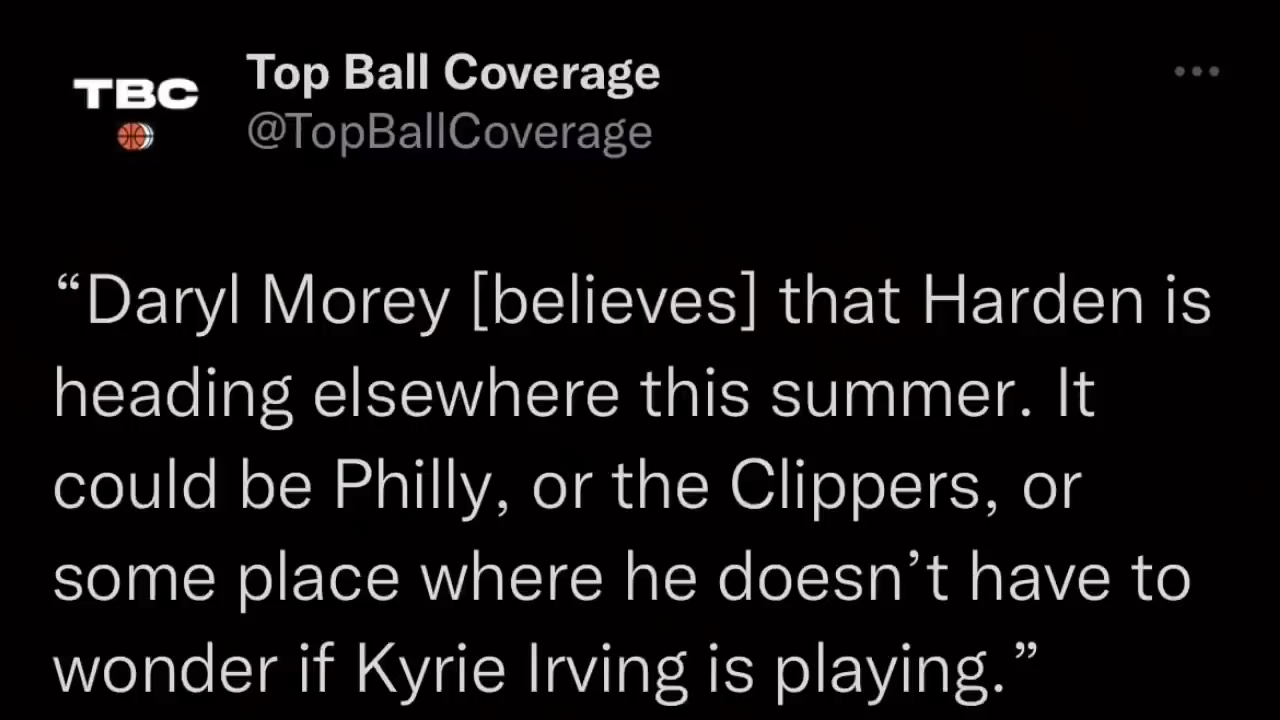 TBC
Top Ball Coverage
@TopBallCoverage
“Daryl Morey [believes] that Harden is
heading elsewhere this summer. It
could be Philly, or the Clippers, or
some place where he doesn’t have to
wonder if Kyrie Irving is playing.”